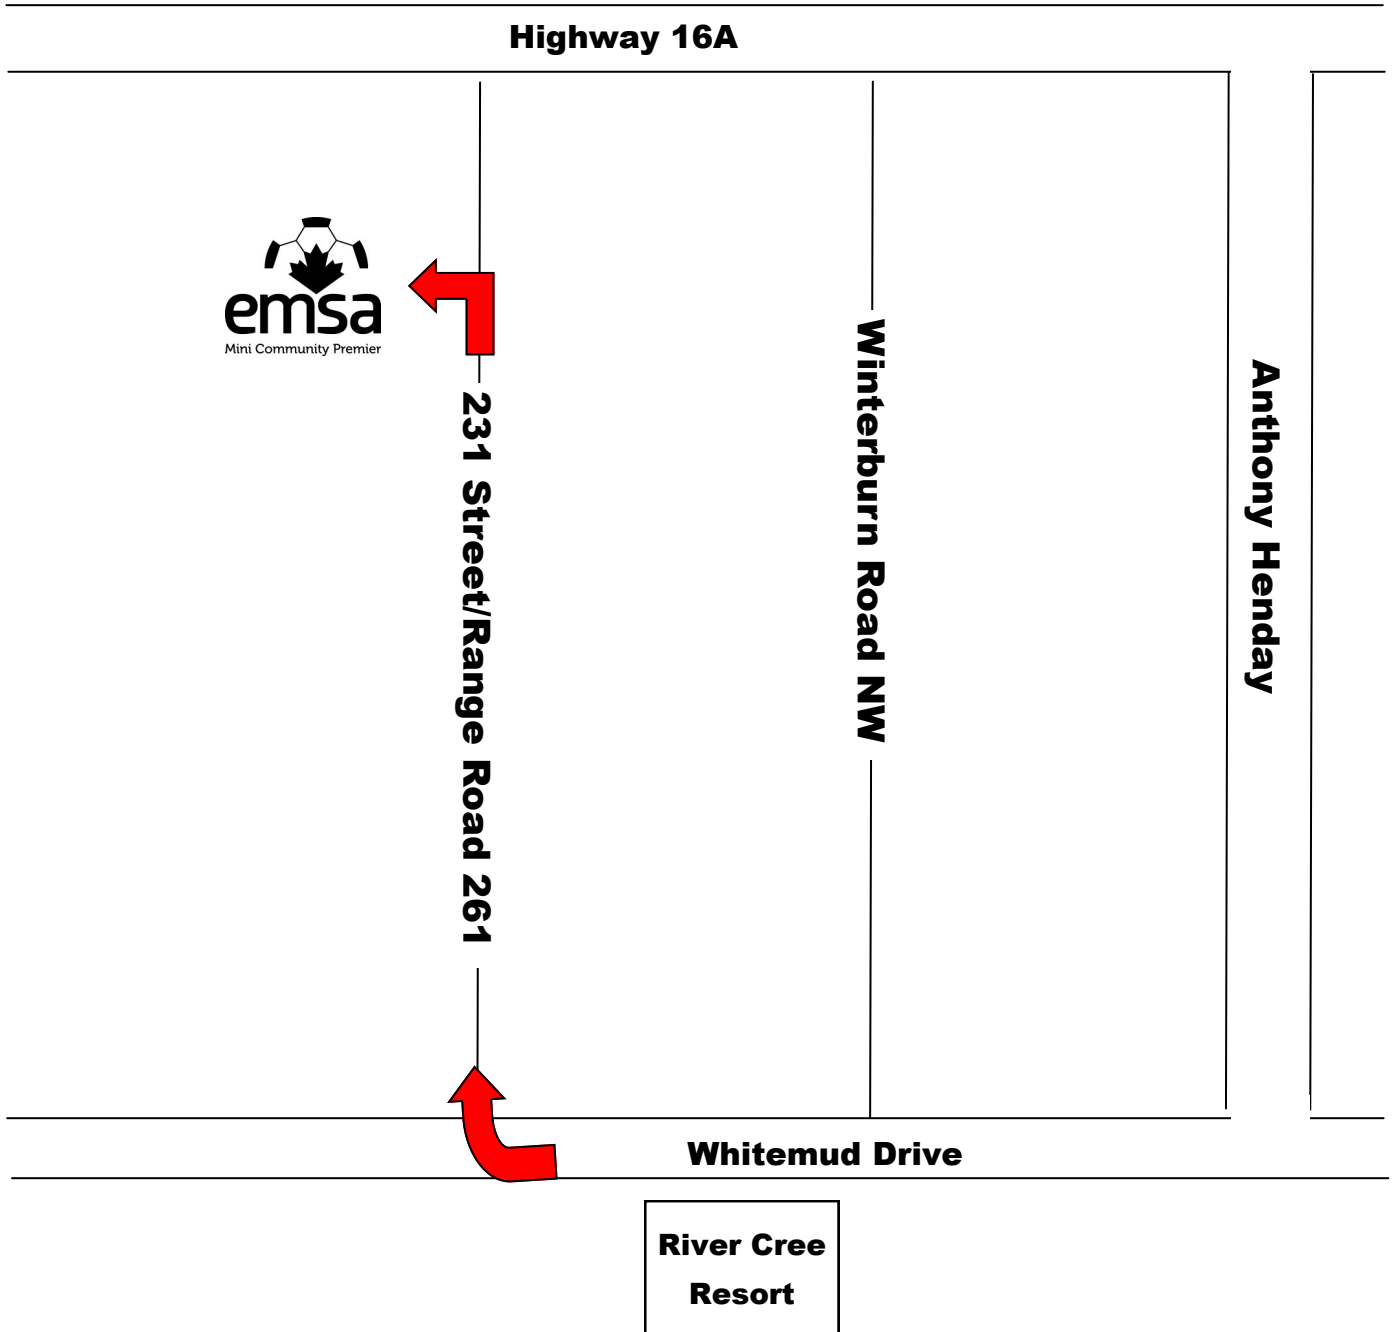 Highway 16A
emsa
Mini Community Premier
231 Street/Range Road 261
Winterburn Road NW
Anthony Henday
Whitemud Drive
River Cree
Resort